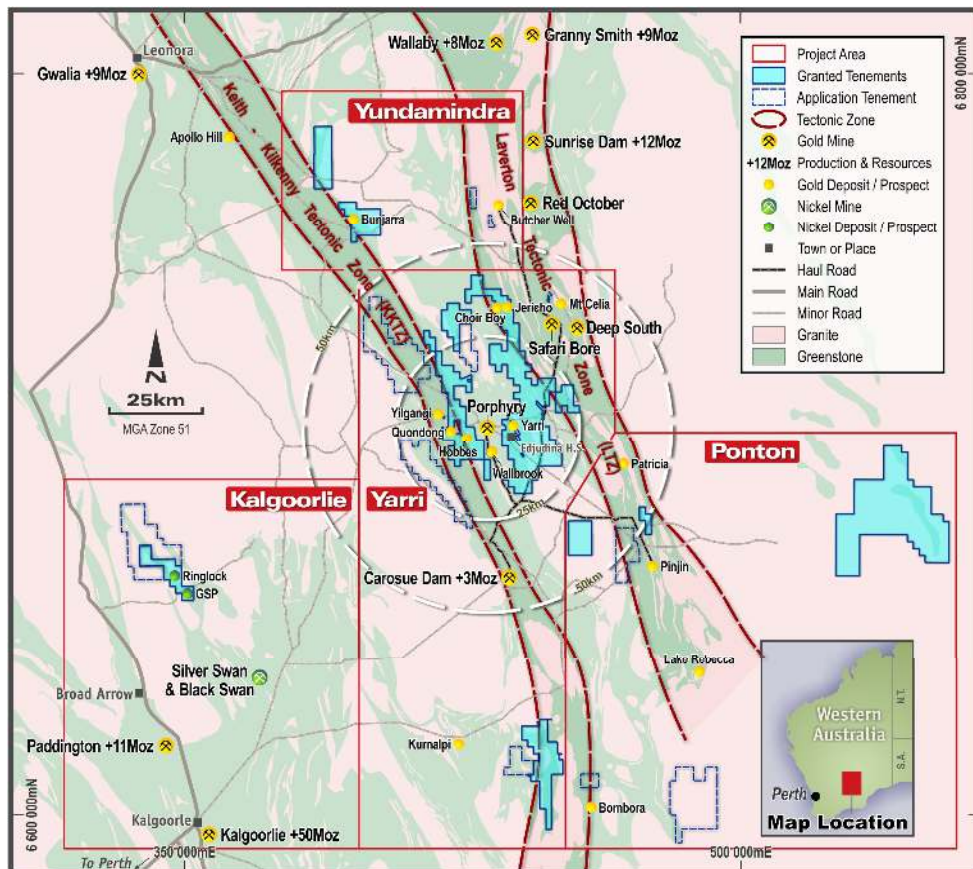 Leonora
Gwalia +9Moz
Wallaby +8Moz
Granny Smith +9Moz
Yundamindra
Apollo Hill
Keith - Kilkenny Tectonic Zone (KKTZ)
Laverton Tectonic Zone (LTZ)
Sunrise Dam +12Moz
Red October
Butcher Well
Bunjarra
Jericho
Choir Boy
Mt Celia
Deep South
Safari Bore
50km
N
25km
MGA Zone 51
Yilgangi
Quondong
Porphyry
Yarri
Edjudina H.S.
Hobbes
Wallbrook
Patricia
Ponton
Kalgoorlie
Yarri
25km
Ringlock
GSP
Carosue Dam +3Moz
50km
Pinjin
Silver Swan
& Black Swan
Lake Rebecca
Broad Arrow
Paddington +11Moz
Kurnalpi
Bombora
Kalgoorle
Kalgoorlie +50Moz
To Perth
350 000mE
500 000mE
6 600 000mN
6 800 000mN
Project Area
Granted Tenements
Application Tenement
Tectonic Zone
Gold Mine
+12Moz Production & Resources
Gold Deposit / Prospect
Nickel Mine
Nickel Deposit / Prospect
Town or Place
Haul Road
Main Road
Minor Road
Granite
Greenstone
Western
Australia
N.T.
S.A.
Perth
Map Location